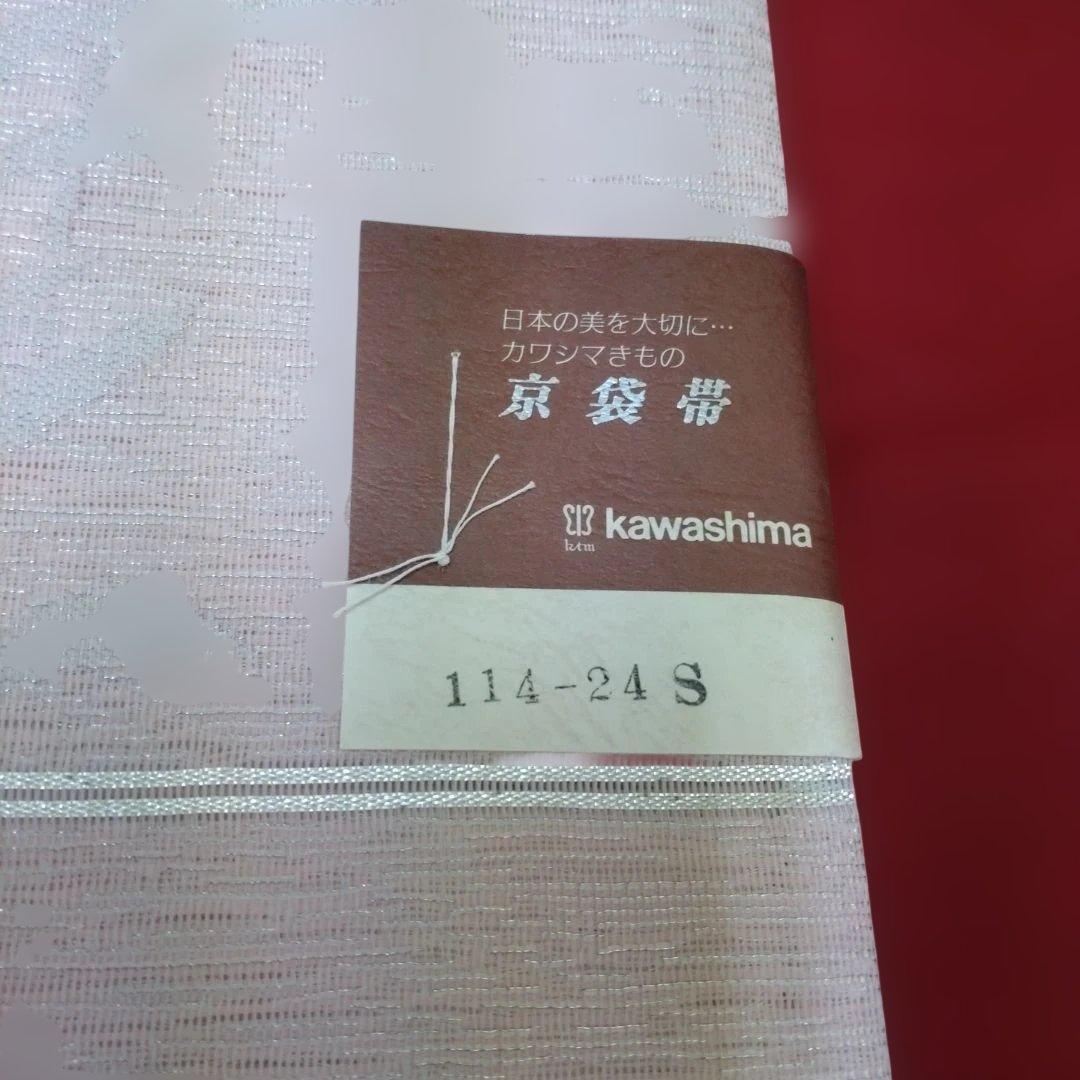 日本の美を大切に…
カワシマきもの
京袋帯
kawashima
ktm
114-24 S